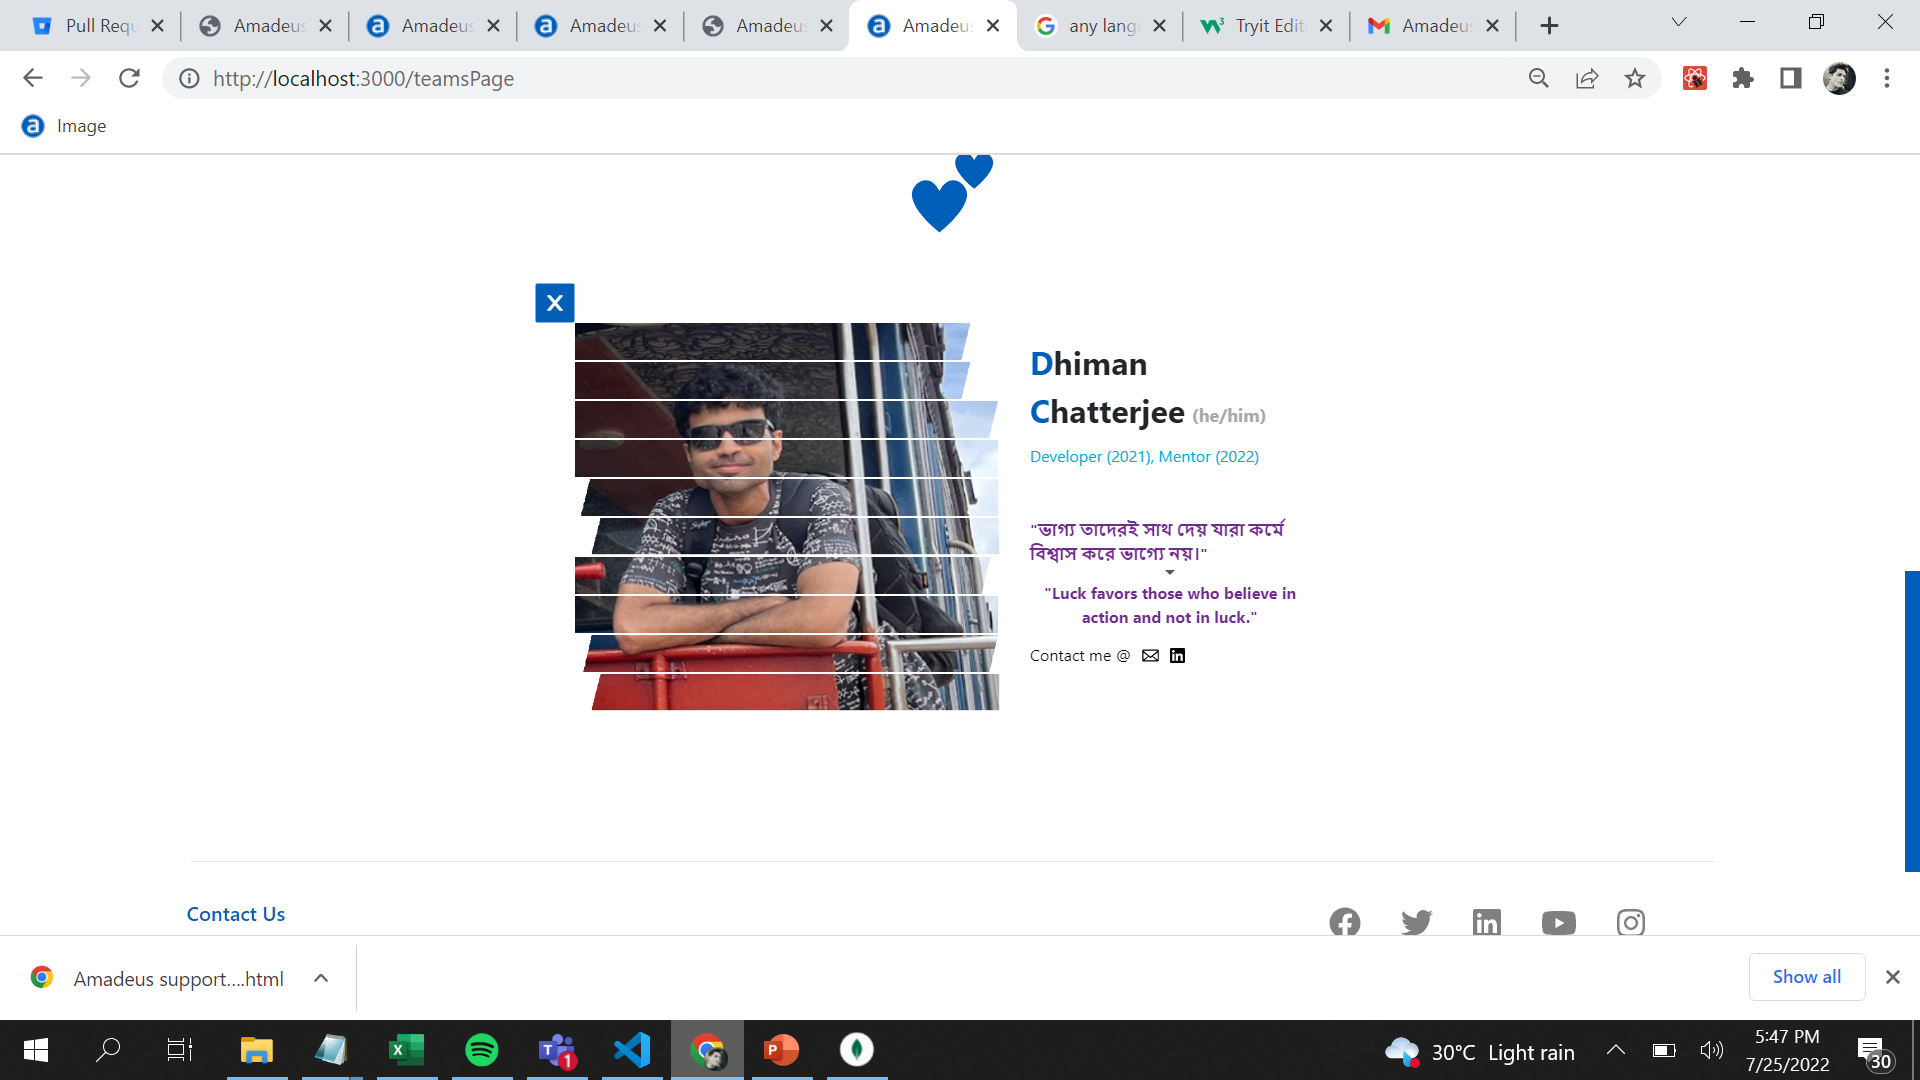 Pull Requ
Amadeus
Amadeus
Amadeus
Amadeus
Amadeus
any langu
Tryit Edit
Amadeus
http://localhost:3000/teamsPage
Image
X
Dhiman
Chatterjee (he/him)
Developer (2021), Mentor (2022)
"ভাগ্য তাদেরই সাথ দেয় যারা কর্মে
বিশ্বাস করে ভাগ্যে নয়।"
"Luck favors those who believe in
action and not in luck."
Contact me @
Contact Us
Amadeus support....html
Show all
30°C Light rain
5:47 PM
7/25/2022
30
1